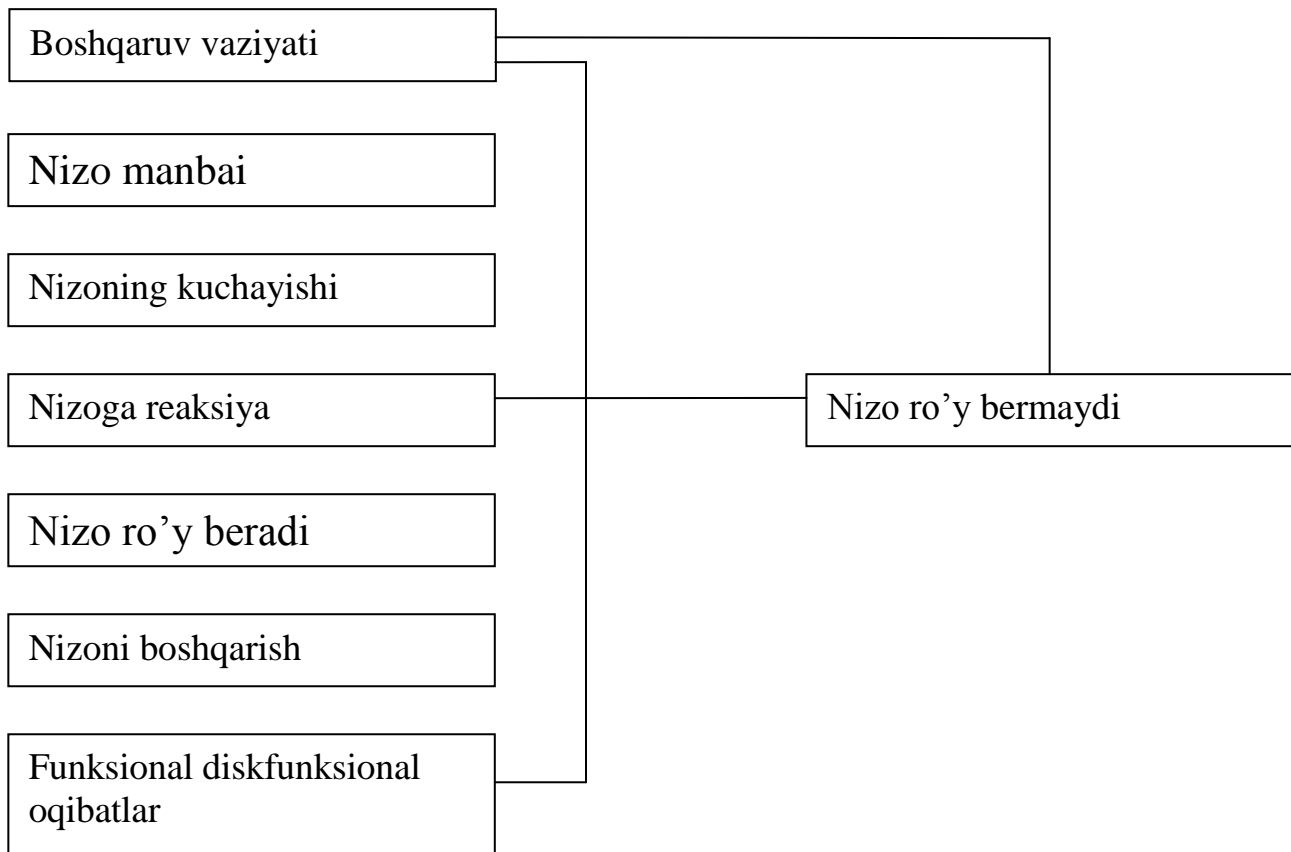 Boshqaruv vaziyati
Nizo manbai
Nizoning kuchayishi
Nizoga reaksiya
Nizo ro’y bermaydi
Nizo ro’y beradi
Nizoni boshqarish
Funksional diskfunksional
oqibatlar